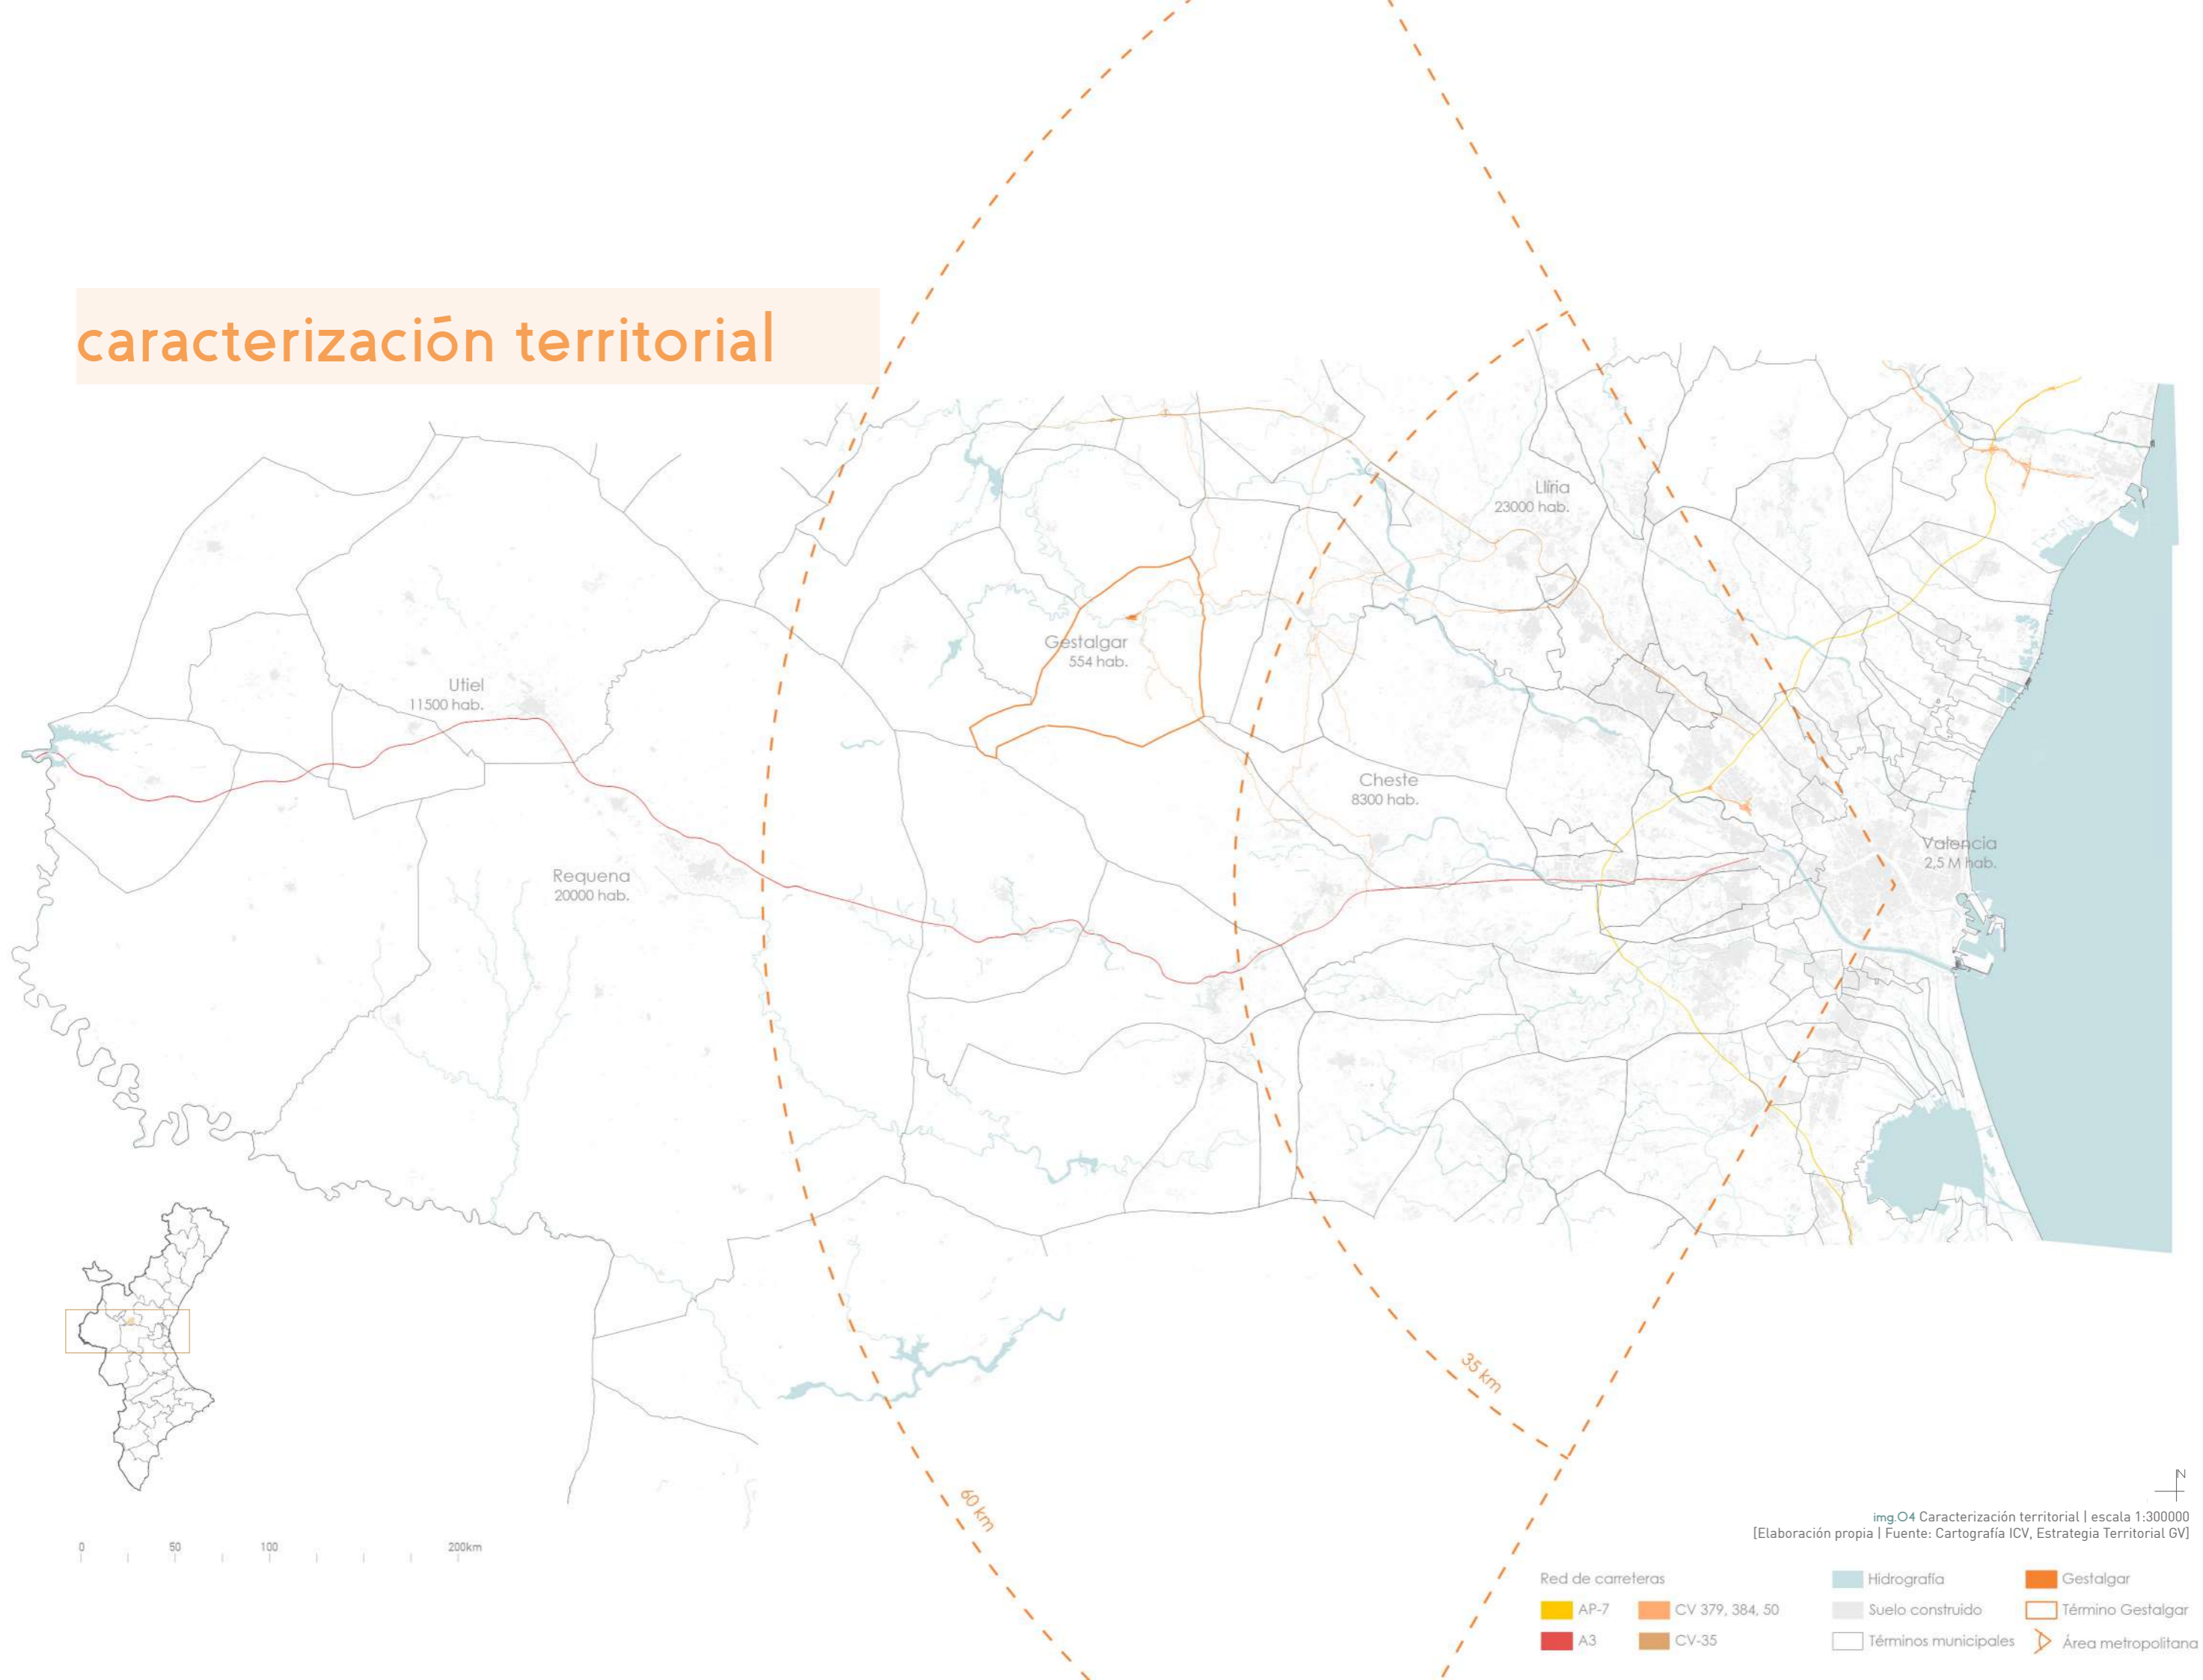 caracterización territorial
Llíria
23000 hab.
Gestalgar
554 hab.
Utiel
11500 hab.
Cheste
8300 hab.
Valencia
2,5 M hab.
Requena
20000 hab.
35 km
60 km
N
img.04 Caracterización territorial | escala 1:300000
[Elaboración propia | Fuente: Cartografía ICV, Estrategia Territorial GV]
0 50 100 200km
Red de carreteras
AP-7
A3
CV 379, 384, 50
CV-35
Hidrografía
Suelo construido
Términos municipales
Gestalgar
Término Gestalgar
Área metropolitana